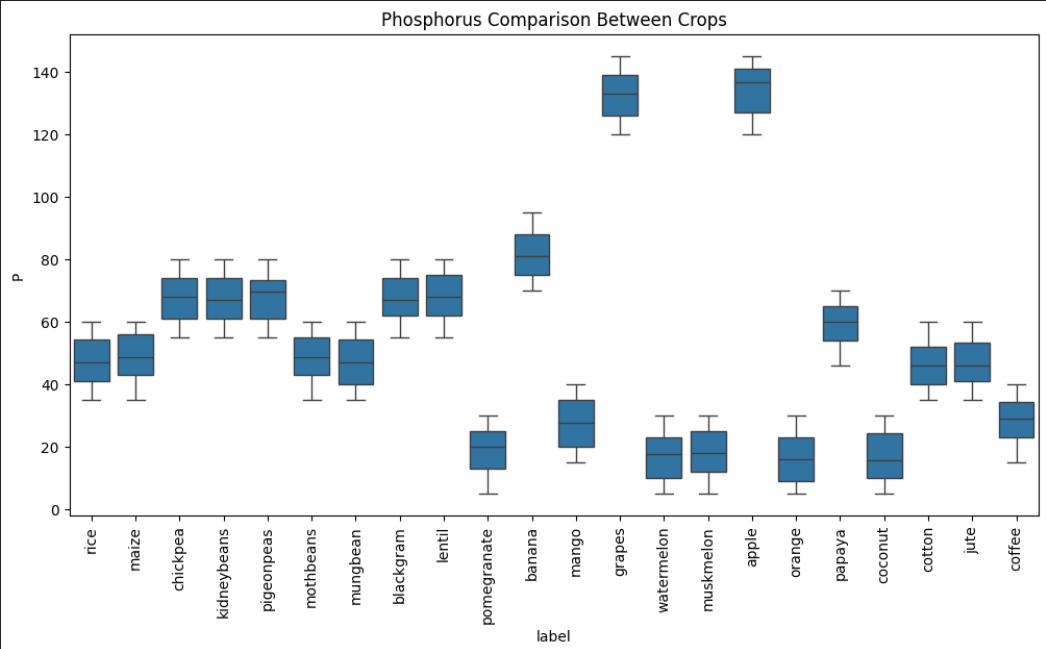 Phosphorus Comparison Between Crops
P
140
120
100
80
60
40
20
0
rice
maize
chickpea
kidneybeans
pigeonpeas
mothbeans
mungbean
blackgram
lentil
pomegranate
banana
mango
grapes
watermelon
muskmelon
apple
orange
papaya
coconut
cotton
jute
coffee
label